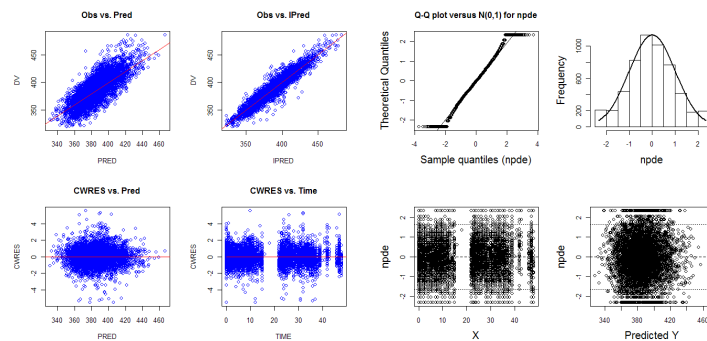 Obs vs. Pred
DV
450
400
350
340 360 380 400 420 440 460
PRED
Obs vs. IPred
DV
450
400
350
350 400 450
IPRED
Q-Q plot versus N(0,1) for npde
Theoretical Quantiles
2
1
0
-1
-2
-4 -2 0 2 4
Sample quantiles (npde)
Frequency
1000
600
200
0
-2 -1 0 1 2
npde
CWRES vs. Pred
CWRES
4
2
0
-2
-4
340 360 380 400 420 440 460
PRED
CWRES vs. Time
CWRES
4
2
0
-2
-4
0 10 20 30 40
TIME
npde
2
1
0
-1
-2
0 10 20 30 40
X
npde
2
1
0
-1
-2
340 380 420 460
Predicted Y